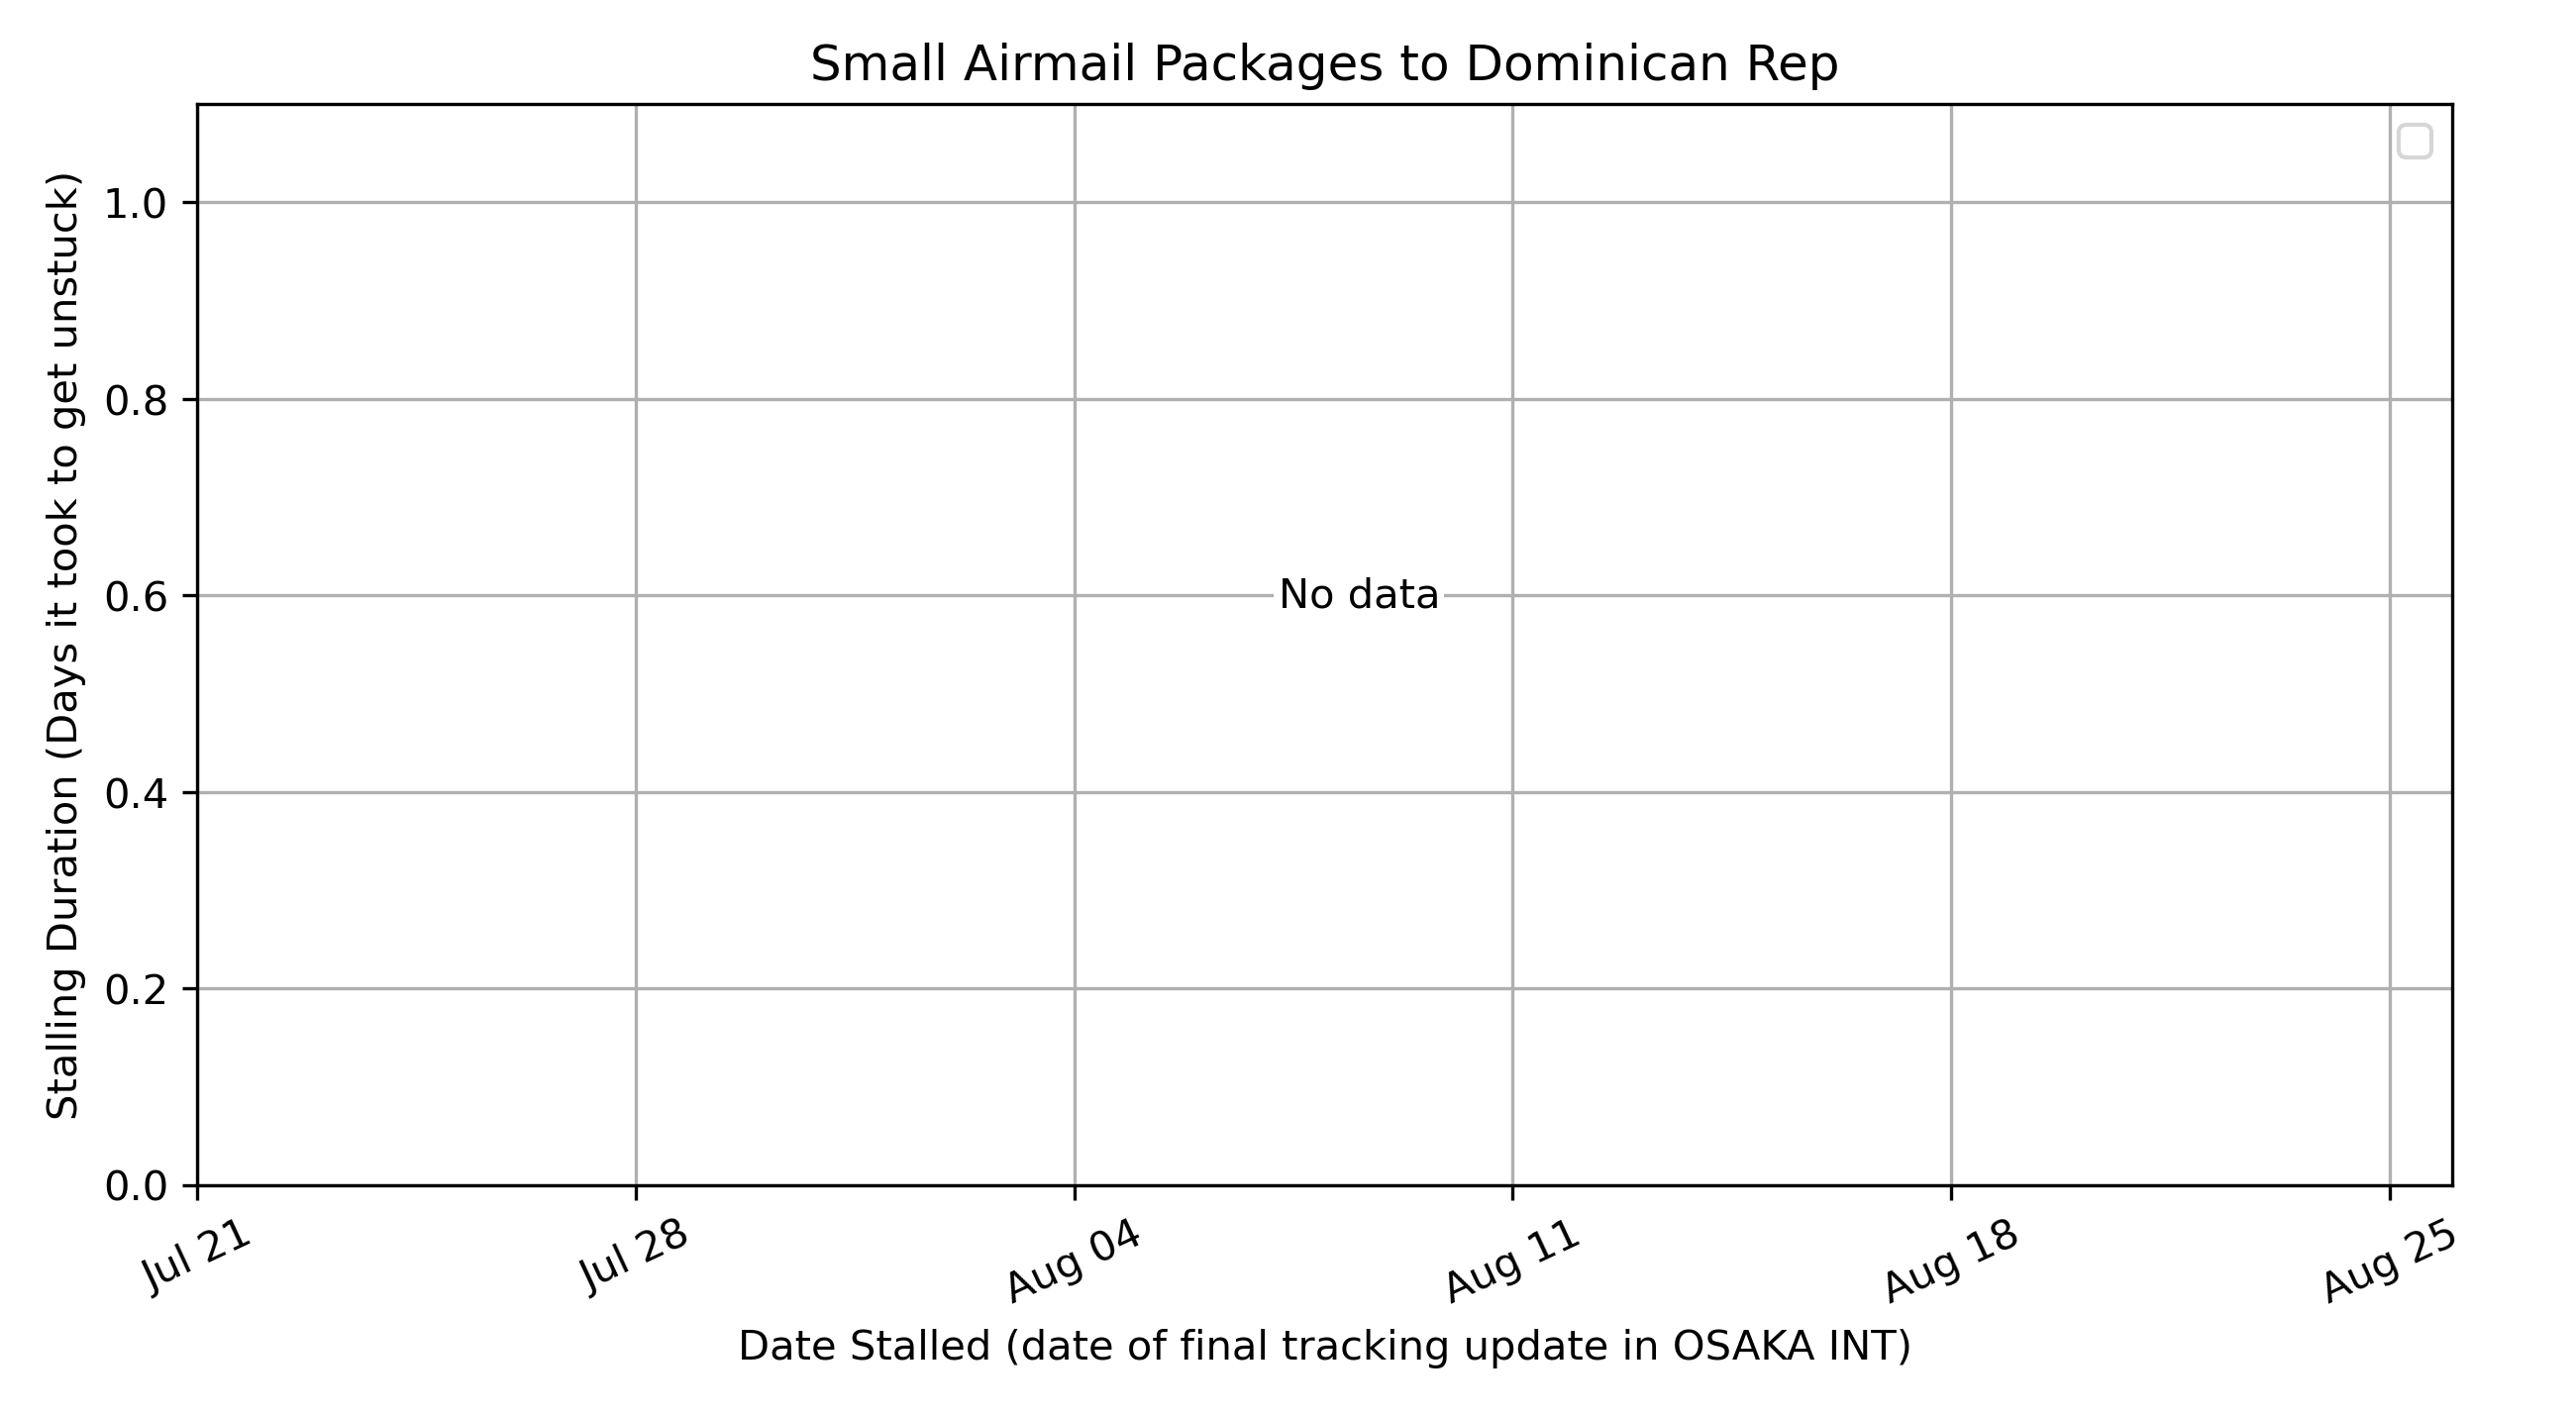 Small Airmail Packages to Dominican Rep
Stalling Duration (Days it took to get unstuck)
1.0
0.8
0.6
0.4
0.2
0.0
No data
Jul 21
Jul 28
Aug 04
Aug 11
Aug 18
Aug 25
Date Stalled (date of final tracking update in OSAKA INT)